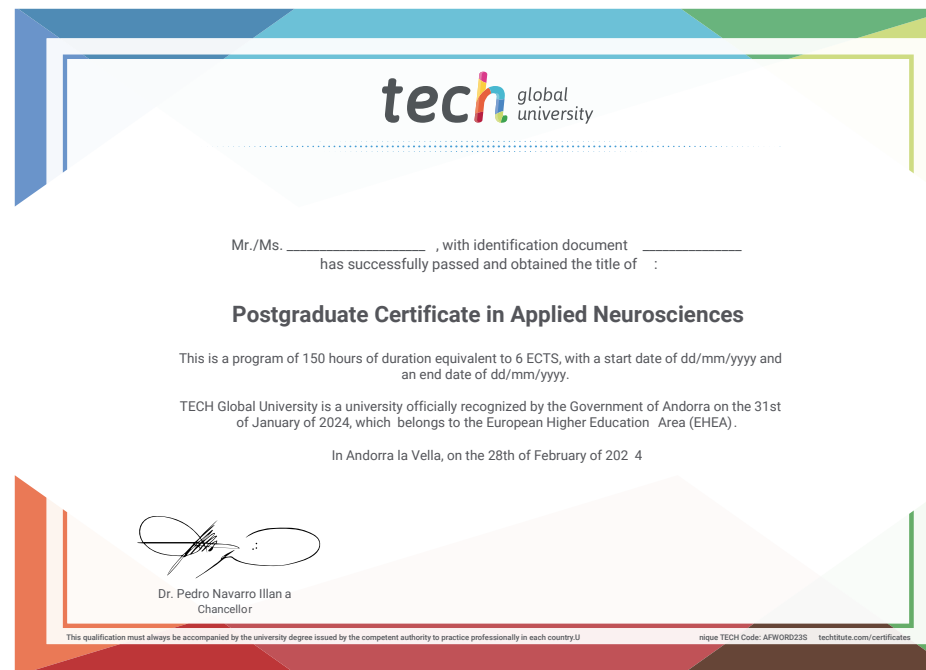 tech global
university
Mr./Ms. _____________________ , with identification document _______________
has successfully passed and obtained the title of :
Postgraduate Certificate in Applied Neurosciences
This is a program of 150 hours of duration equivalent to 6 ECTS, with a start date of dd/mm/yyyy and
an end date of dd/mm/yyyy.
TECH Global University is a university officially recognized by the Government of Andorra on the 31st
of January of 2024, which belongs to the European Higher Education Area (EHEA).
In Andorra la Vella, on the 28th of February of 202 4
Dr. Pedro Navarro Illan a
Chancellor
This qualification must always be accompanied by the university degree issued by the competent authority to practice professionally in each country.U nique TECH Code: AFWORD23S techtitute.com/certificates